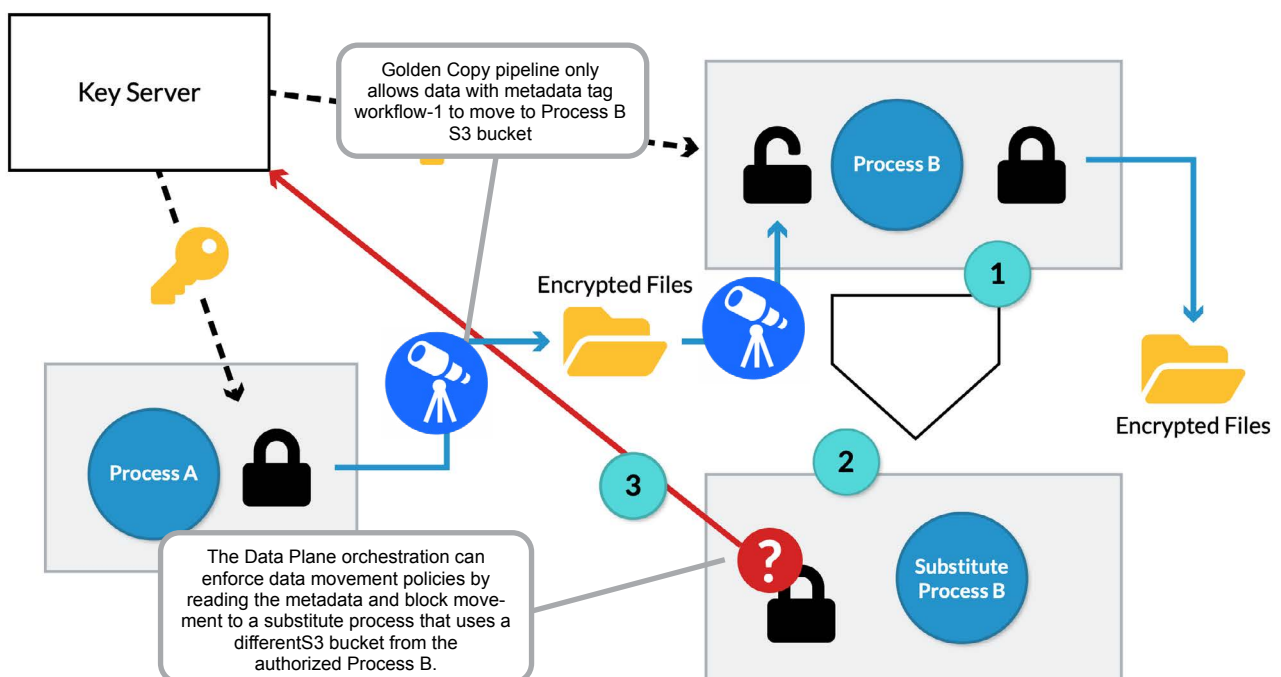 Key Server
Golden Copy pipeline only
allows data with metadata tag
workflow-1 to move to Process B
S3 bucket
Process B
1
Encrypted Files
Encrypted Files
Process A
2
3
?
Substitute
Process B
The Data Plane orchestration can
enforce data movement policies by
reading the metadata and block move-
ment to a substitute process that uses a
differentS3 bucket from the
authorized Process B.